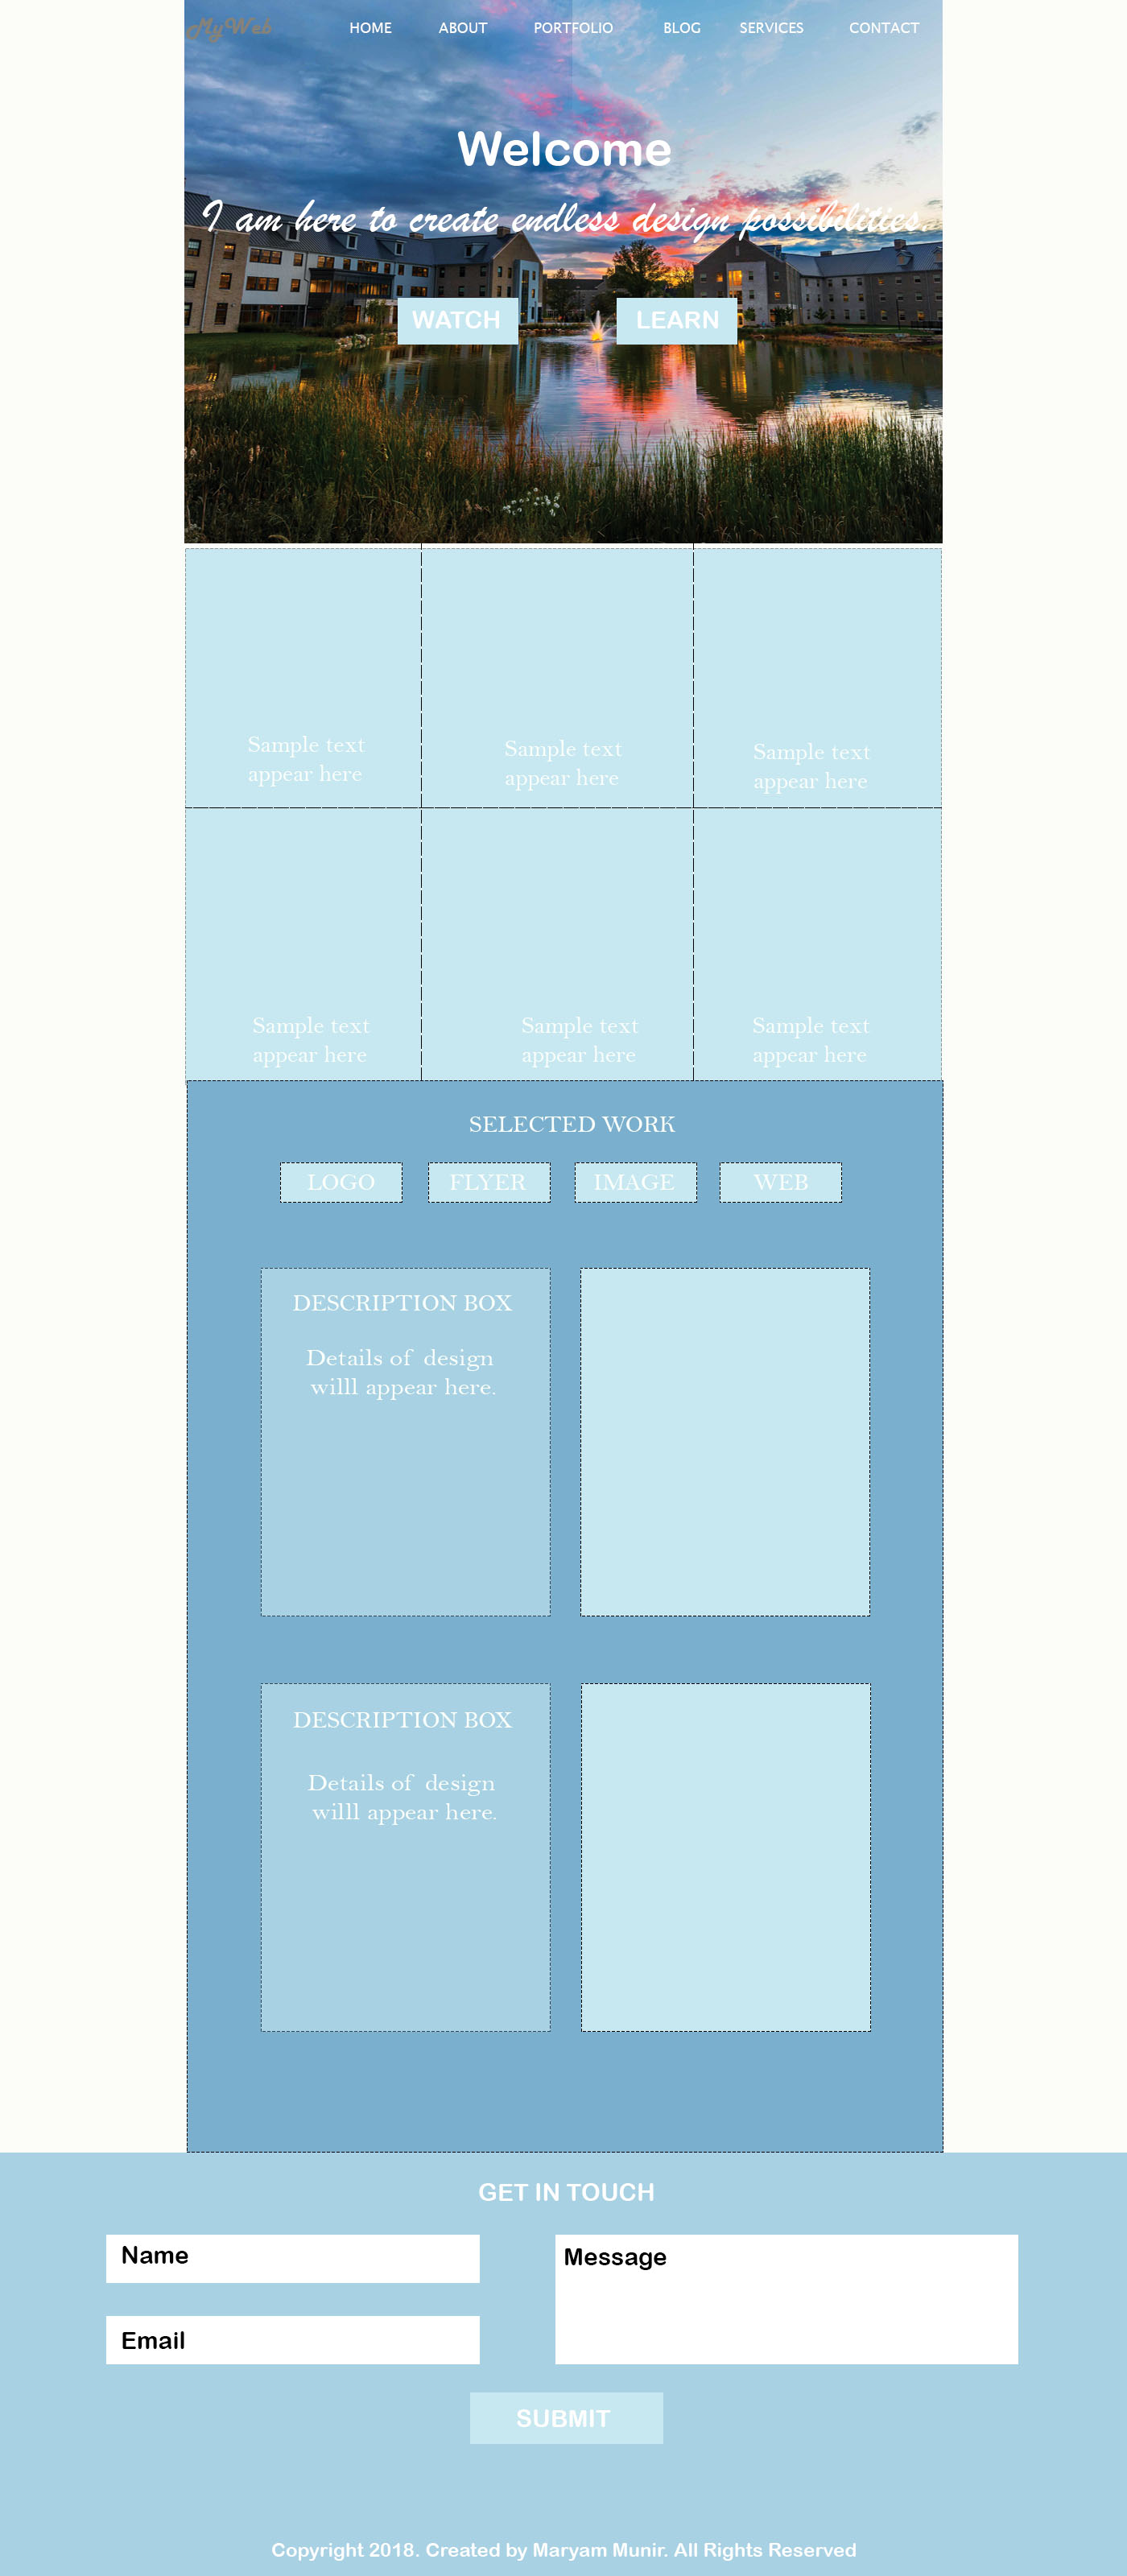 MyWeb HOME ABOUT PORTFOLIO BLOG SERVICES CONTACT
Welcome
I am here to create endless design possibilities.
WATCH LEARN
Sample text
appear here
Sample text
appear here
Sample text
appear here
Sample text
appear here
Sample text
appear here
Sample text
appear here
SELECTED WORK
LOGO FLYER IMAGE WEB
DESCRIPTION BOX
Details of design
willl appear here.
DESCRIPTION BOX
Details of design
willl appear here.
GET IN TOUCH
Name
Email
Message
SUBMIT
Copyright 2018. Created by Maryam Munir. All Rights Reserved